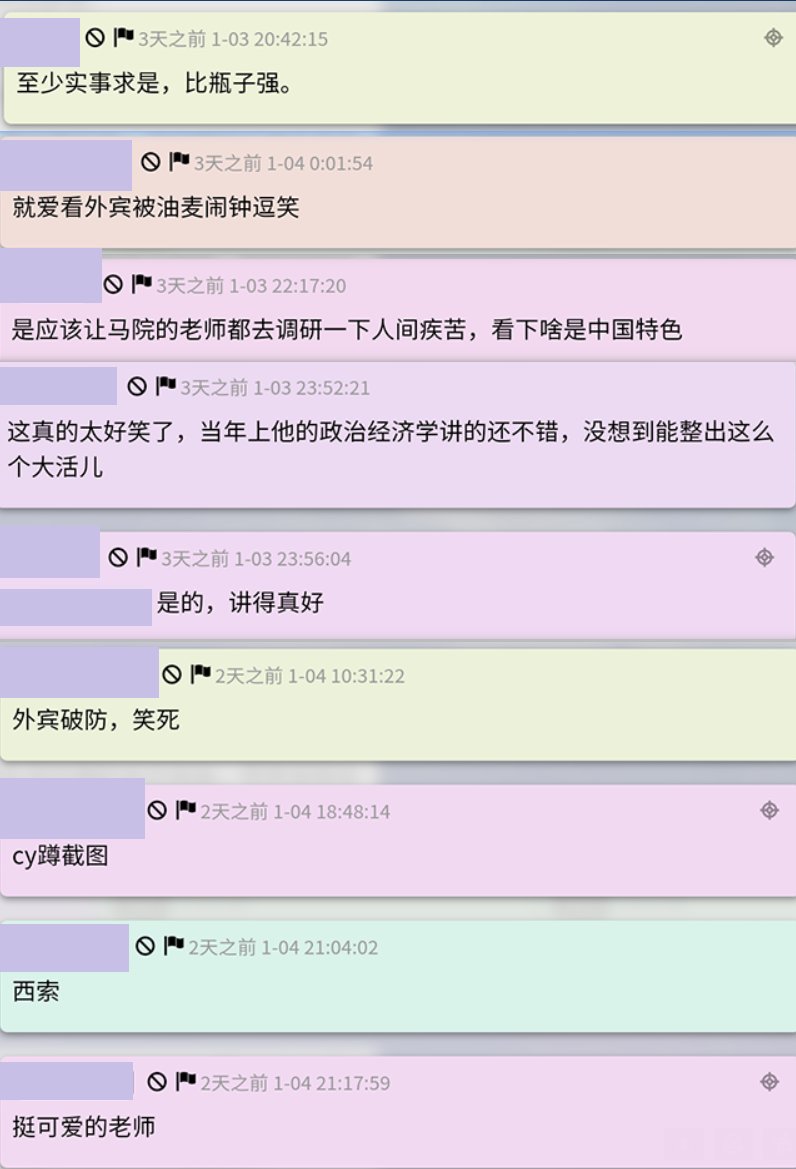 3天之前 1-03 20:42:15
至少实事求是，比瓶子强。
3天之前 1-04 0:01:54
就爱看外宾被油麦闹钟逗笑
3天之前 1-03 22:17:20
是应该让马院的老师都去调研一下人间疾苦，看下啥是中国特色
3天之前 1-03 23:52:21
这真的太好笑了，当年上他的政治经济学讲的还不错，没想到能整出这么
个大活儿
3天之前 1-03 23:56:04
是的，讲得真好
2天之前 1-04 10:31:22
外宾破防，笑死
2天之前 1-04 18:48:14
cy蹲截图
2天之前 1-04 21:04:02
西索
2天之前 1-04 21:17:59
挺可爱的老师